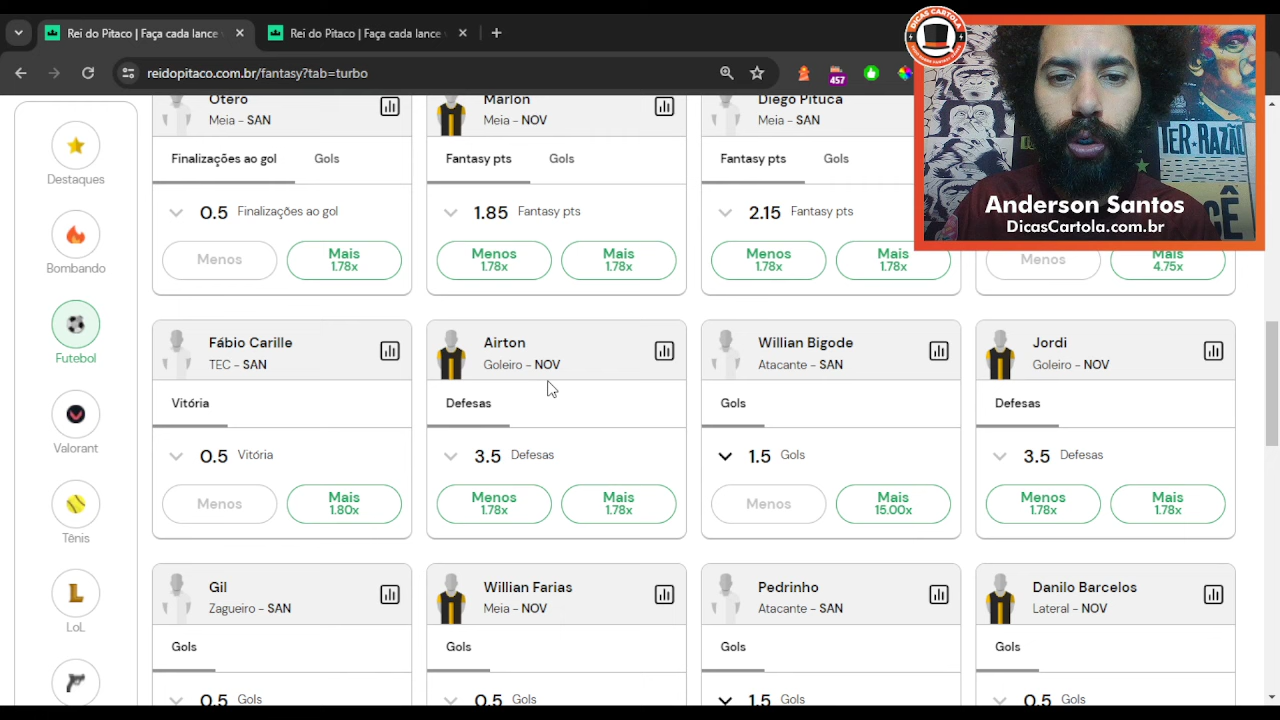 Rei do Pitaco | Faça cada lance
Rei do Pitaco | Faça cada lance
reidopitaco.com.br/fantasy?tab=turbo
457
DICAS CARTOLA
TER RAZÃO
CÊ
Anderson Santos
DicasCartola.com.br
Destaques
Bombando
Futebol
Valorant
Tênis
LoL
Otero
Meia - SAN
Finalizações ao gol
Gols
0.5 Finalizações ao gol
Menos
Mais
1.78x
Marlon
Meia - NOV
Fantasy pts
Gols
1.85 Fantasy pts
Menos
1.78x
Mais
1.78x
Diego Pituca
Meia - SAN
Fantasy pts
Gols
2.15 Fantasy pts
Menos
1.78x
Mais
1.78x
Menos
Mais
4.75x
Fábio Carille
TEC - SAN
Vitória
0.5 Vitória
Menos
Mais
1.80x
Airton
Goleiro - NOV
Defesas
3.5 Defesas
Menos
1.78x
Mais
1.78x
Willian Bigode
Atacante - SAN
Gols
1.5 Gols
Menos
Mais
15.00x
Jordi
Goleiro - NOV
Defesas
3.5 Defesas
Menos
1.78x
Mais
1.78x
Gil
Zagueiro - SAN
Gols
0.5 Gols
Willian Farias
Meia - NOV
Gols
0.5 Gols
Pedrinho
Atacante - SAN
Gols
1.5 Gols
Danilo Barcelos
Lateral - NOV
Gols
0.5 Gols